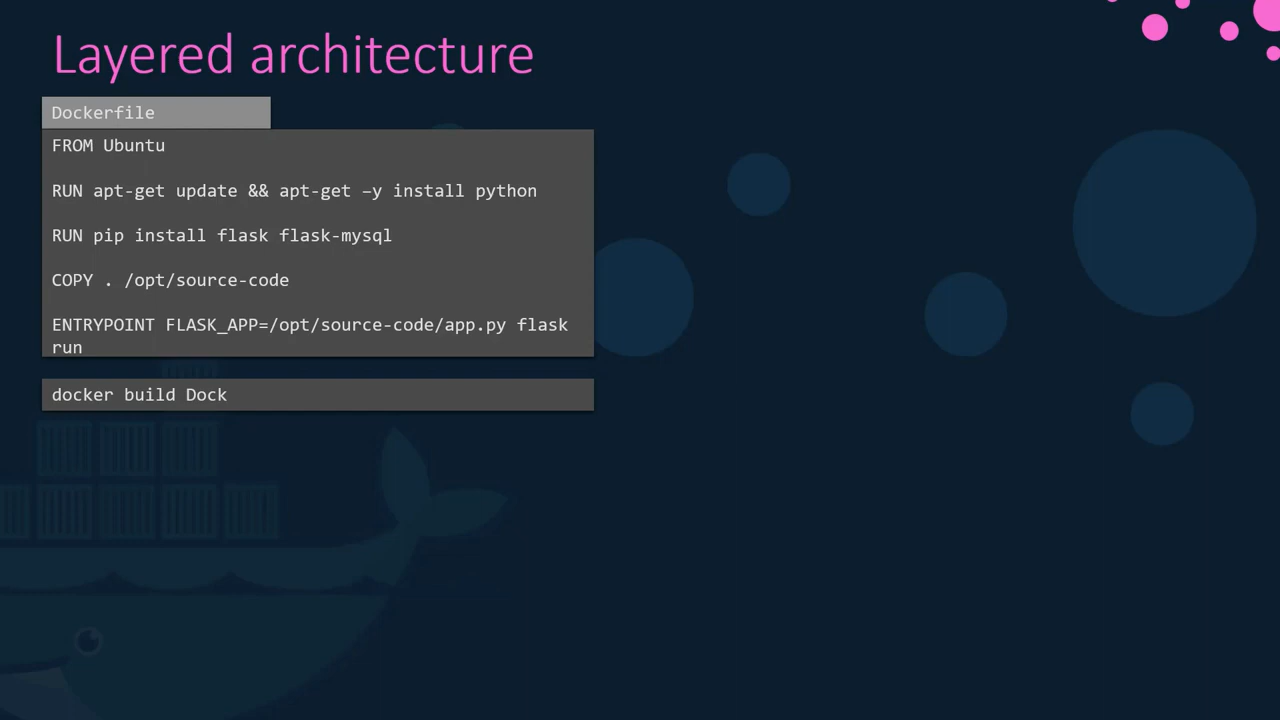 Layered architecture
Dockerfile
FROM Ubuntu
RUN apt-get update && apt-get –y install python
RUN pip install flask flask-mysql
COPY . /opt/source-code
ENTRYPOINT FLASK_APP=/opt/source-code/app.py flask
run
docker build Dock